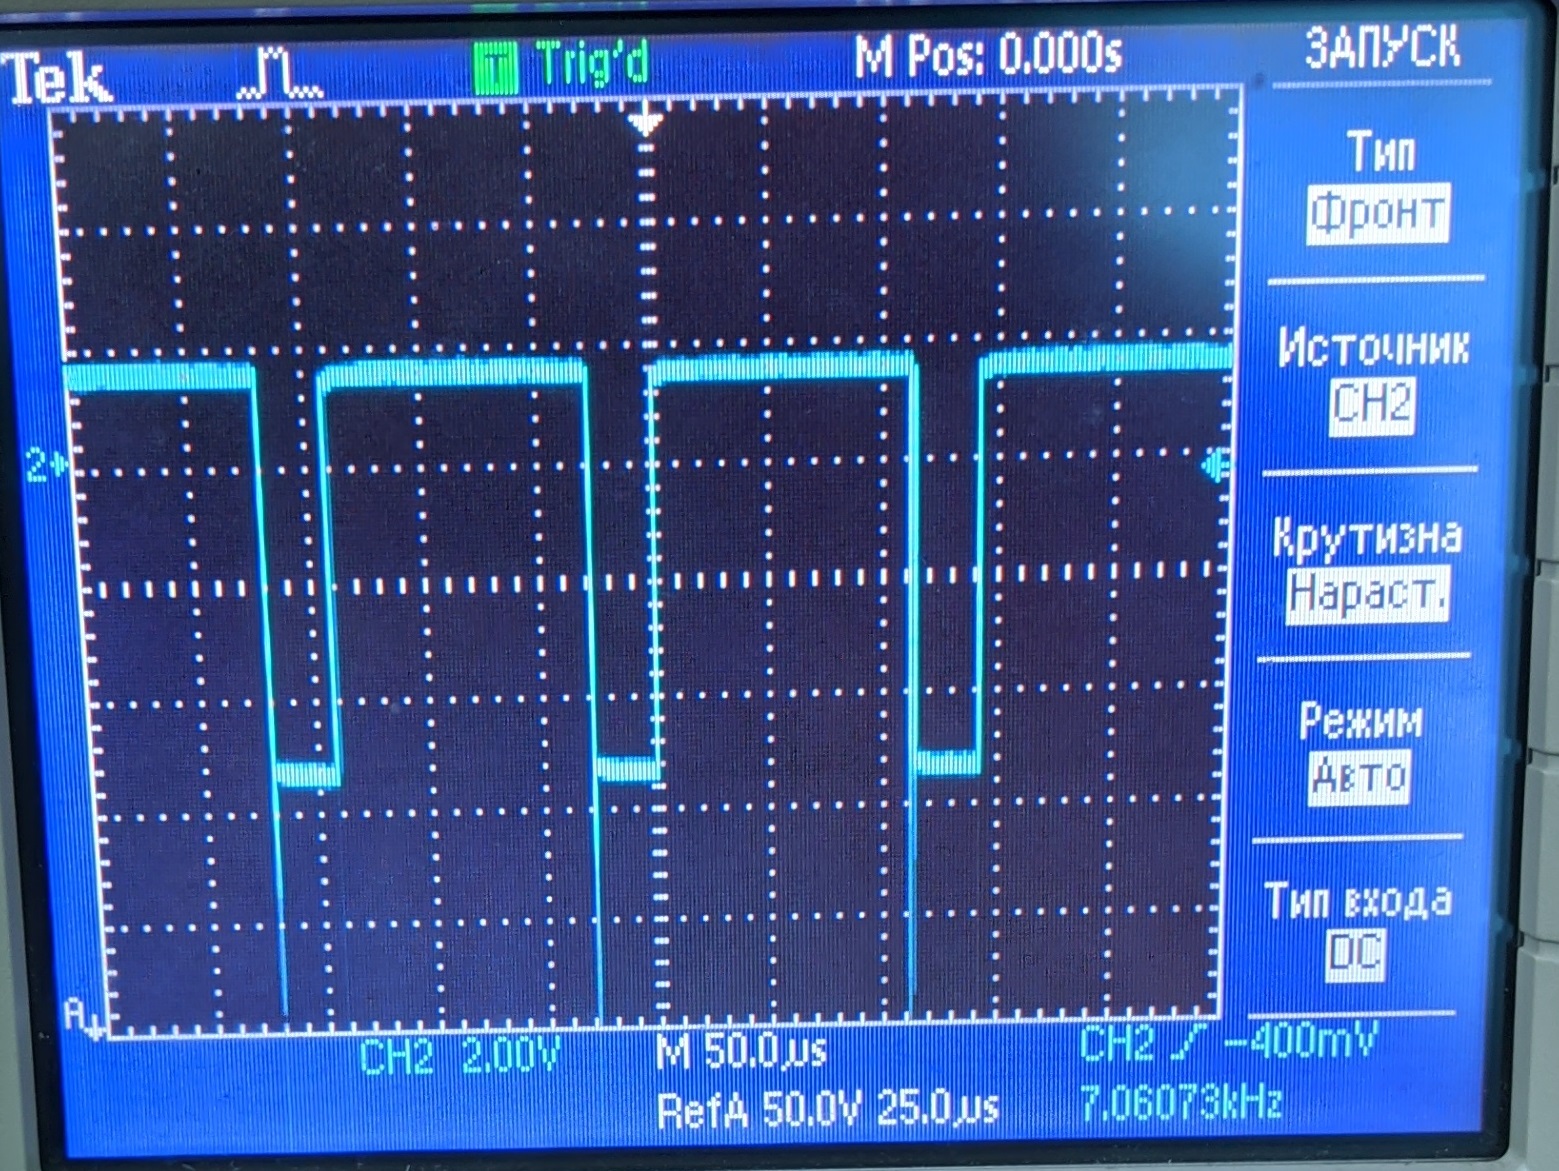 Tek T Trig'd M Pos: 0.000s ЗАПУСК
Тип
Фронт
Источник
CH2
2
Крутизна
Нараст.
Режим
Авто
Тип входа
DC
A
CH2 2.00V M 50.0µs CH2 -400mV
RefA 50.0V 25.0µs 7.06073kHz